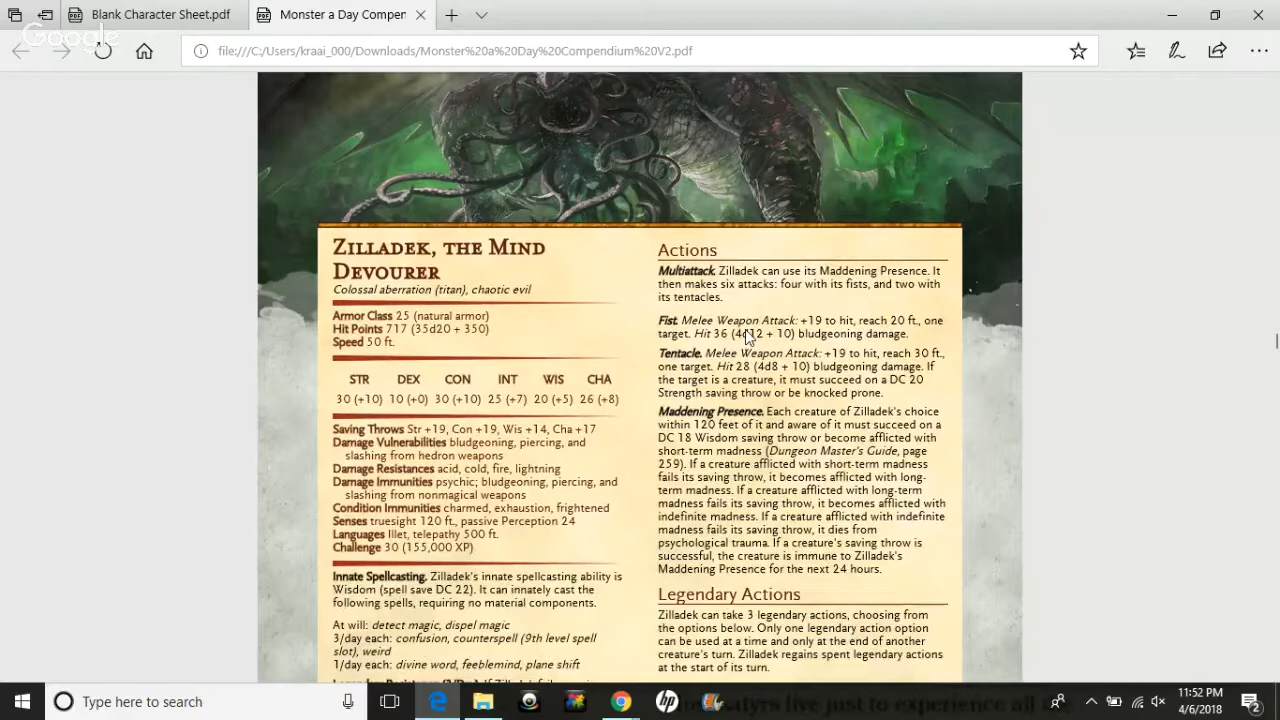 Blank Character Sheet.pdf
Monster a Day Compen
Google
file:///C:/Users/kraai_000/Downloads/Monster%20a%20Day%20Compendium%20V2.pdf
Zilladek, the Mind
Devourer
Colossal aberration (titan), chaotic evil
Armor Class 25 (natural armor)
Hit Points 717 (35d20 + 350)
Speed 50 ft.
STR DEX CON INT WIS CHA
30 (+10) 10 (+0) 30 (+10) 25 (+7) 20 (+5) 26 (+8)
Saving Throws Str +19, Con +19, Wis +14, Cha +17
Damage Vulnerabilities bludgeoning, piercing, and
slashing from hedron weapons
Damage Resistances acid, cold, fire, lightning
Damage Immunities psychic; bludgeoning, piercing, and
slashing from nonmagical weapons
Condition Immunities charmed, exhaustion, frightened
Senses truesight 120 ft., passive Perception 24
Languages Illet, telepathy 500 ft.
Challenge 30 (155,000 XP)
Innate Spellcasting. Zilladek's innate spellcasting ability is
Wisdom (spell save DC 22). It can innately cast the
following spells, requiring no material components.
At will: detect magic, dispel magic
3/day each: confusion, counterspell (9th level spell
slot), weird
1/day each: divine word, feeblemind, plane shift
Actions
Multiattack. Zilladek can use its Maddening Presence. It
then makes six attacks: four with its fists, and two with
its tentacles.
Fist. Melee Weapon Attack: +19 to hit, reach 20 ft., one
target. Hit 36 (4d12 + 10) bludgeoning damage.
Tentacle. Melee Weapon Attack: +19 to hit, reach 30 ft.,
one target. Hit 28 (4d8 + 10) bludgeoning damage. If
the target is a creature, it must succeed on a DC 20
Strength saving throw or be knocked prone.
Maddening Presence. Each creature of Zilladek's choice
within 120 feet of it and aware of it must succeed on a
DC 18 Wisdom saving throw or become afflicted with
short-term madness (Dungeon Master's Guide, page
259). If a creature afflicted with short-term madness
fails its saving throw, it becomes afflicted with long-
term madness. If a creature afflicted with long-term
madness fails its saving throw, it becomes afflicted with
indefinite madness. If a creature afflicted with indefinite
madness fails its saving throw, it dies from
psychological trauma. If a creature's saving throw is
successful, the creature is immune to Zilladek's
Maddening Presence for the next 24 hours.
Legendary Actions
Zilladek can take 3 legendary actions, choosing from
the options below. Only one legendary action option
can be used at a time and only at the end of another
creature's turn. Zilladek regains spent legendary actions
at the start of its turn.
Type here to search
hp
11:52 PM
4/6/2018
2
satyrs live just to experience all the